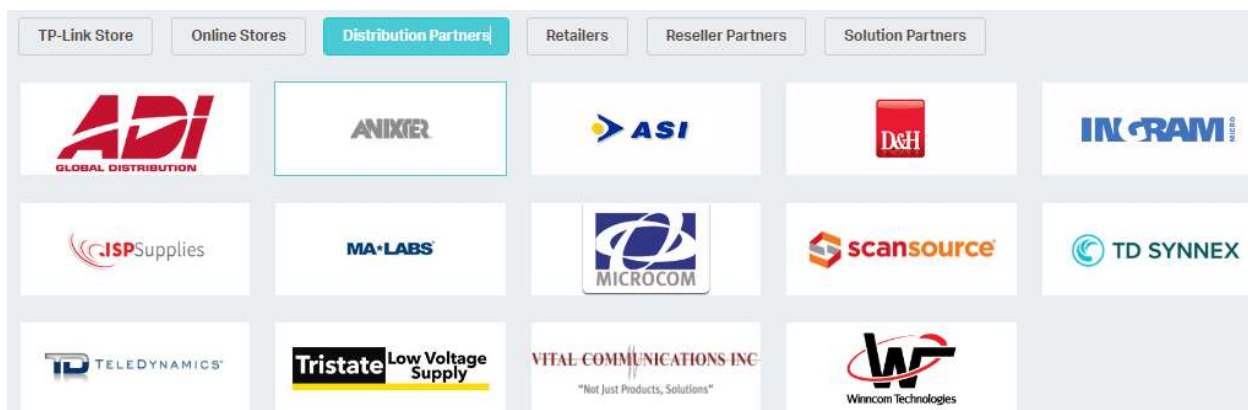 TP-Link Store
Online Stores
Distribution Partners
Retailers
Reseller Partners
Solution Partners
ADI
GLOBAL DISTRIBUTION
ANIXTER
ASI
D&H
INGRAM MICRO
ISPSupplies
MA LABS
MICROCOM
scansource
TD SYNNEX
TD TELEDYNAMICS
Tristate Low Voltage
Supply
VITAL COMMUNICATIONS INC
"Not Just Products, Solutions"
Winncom Technologies